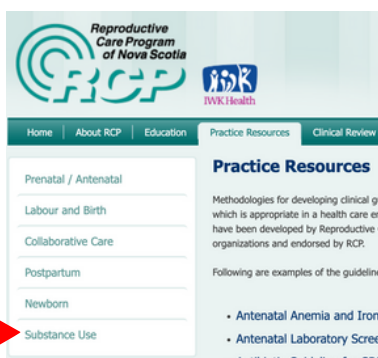 Reproductive
Care Program
of Nova Scotia
RCP
IWK Health
Home About RCP Education Practice Resources Clinical Review
Prenatal / Antenatal
Labour and Birth
Collaborative Care
Postpartum
Newborn
Substance Use
Practice Resources
Methodologies for developing clinical g
which is appropriate in a health care e
have been developed by Reproductive
organizations and endorsed by RCP.
Following are examples of the guideline
• Antenatal Anemia and Iron
• Antenatal Laboratory Scree